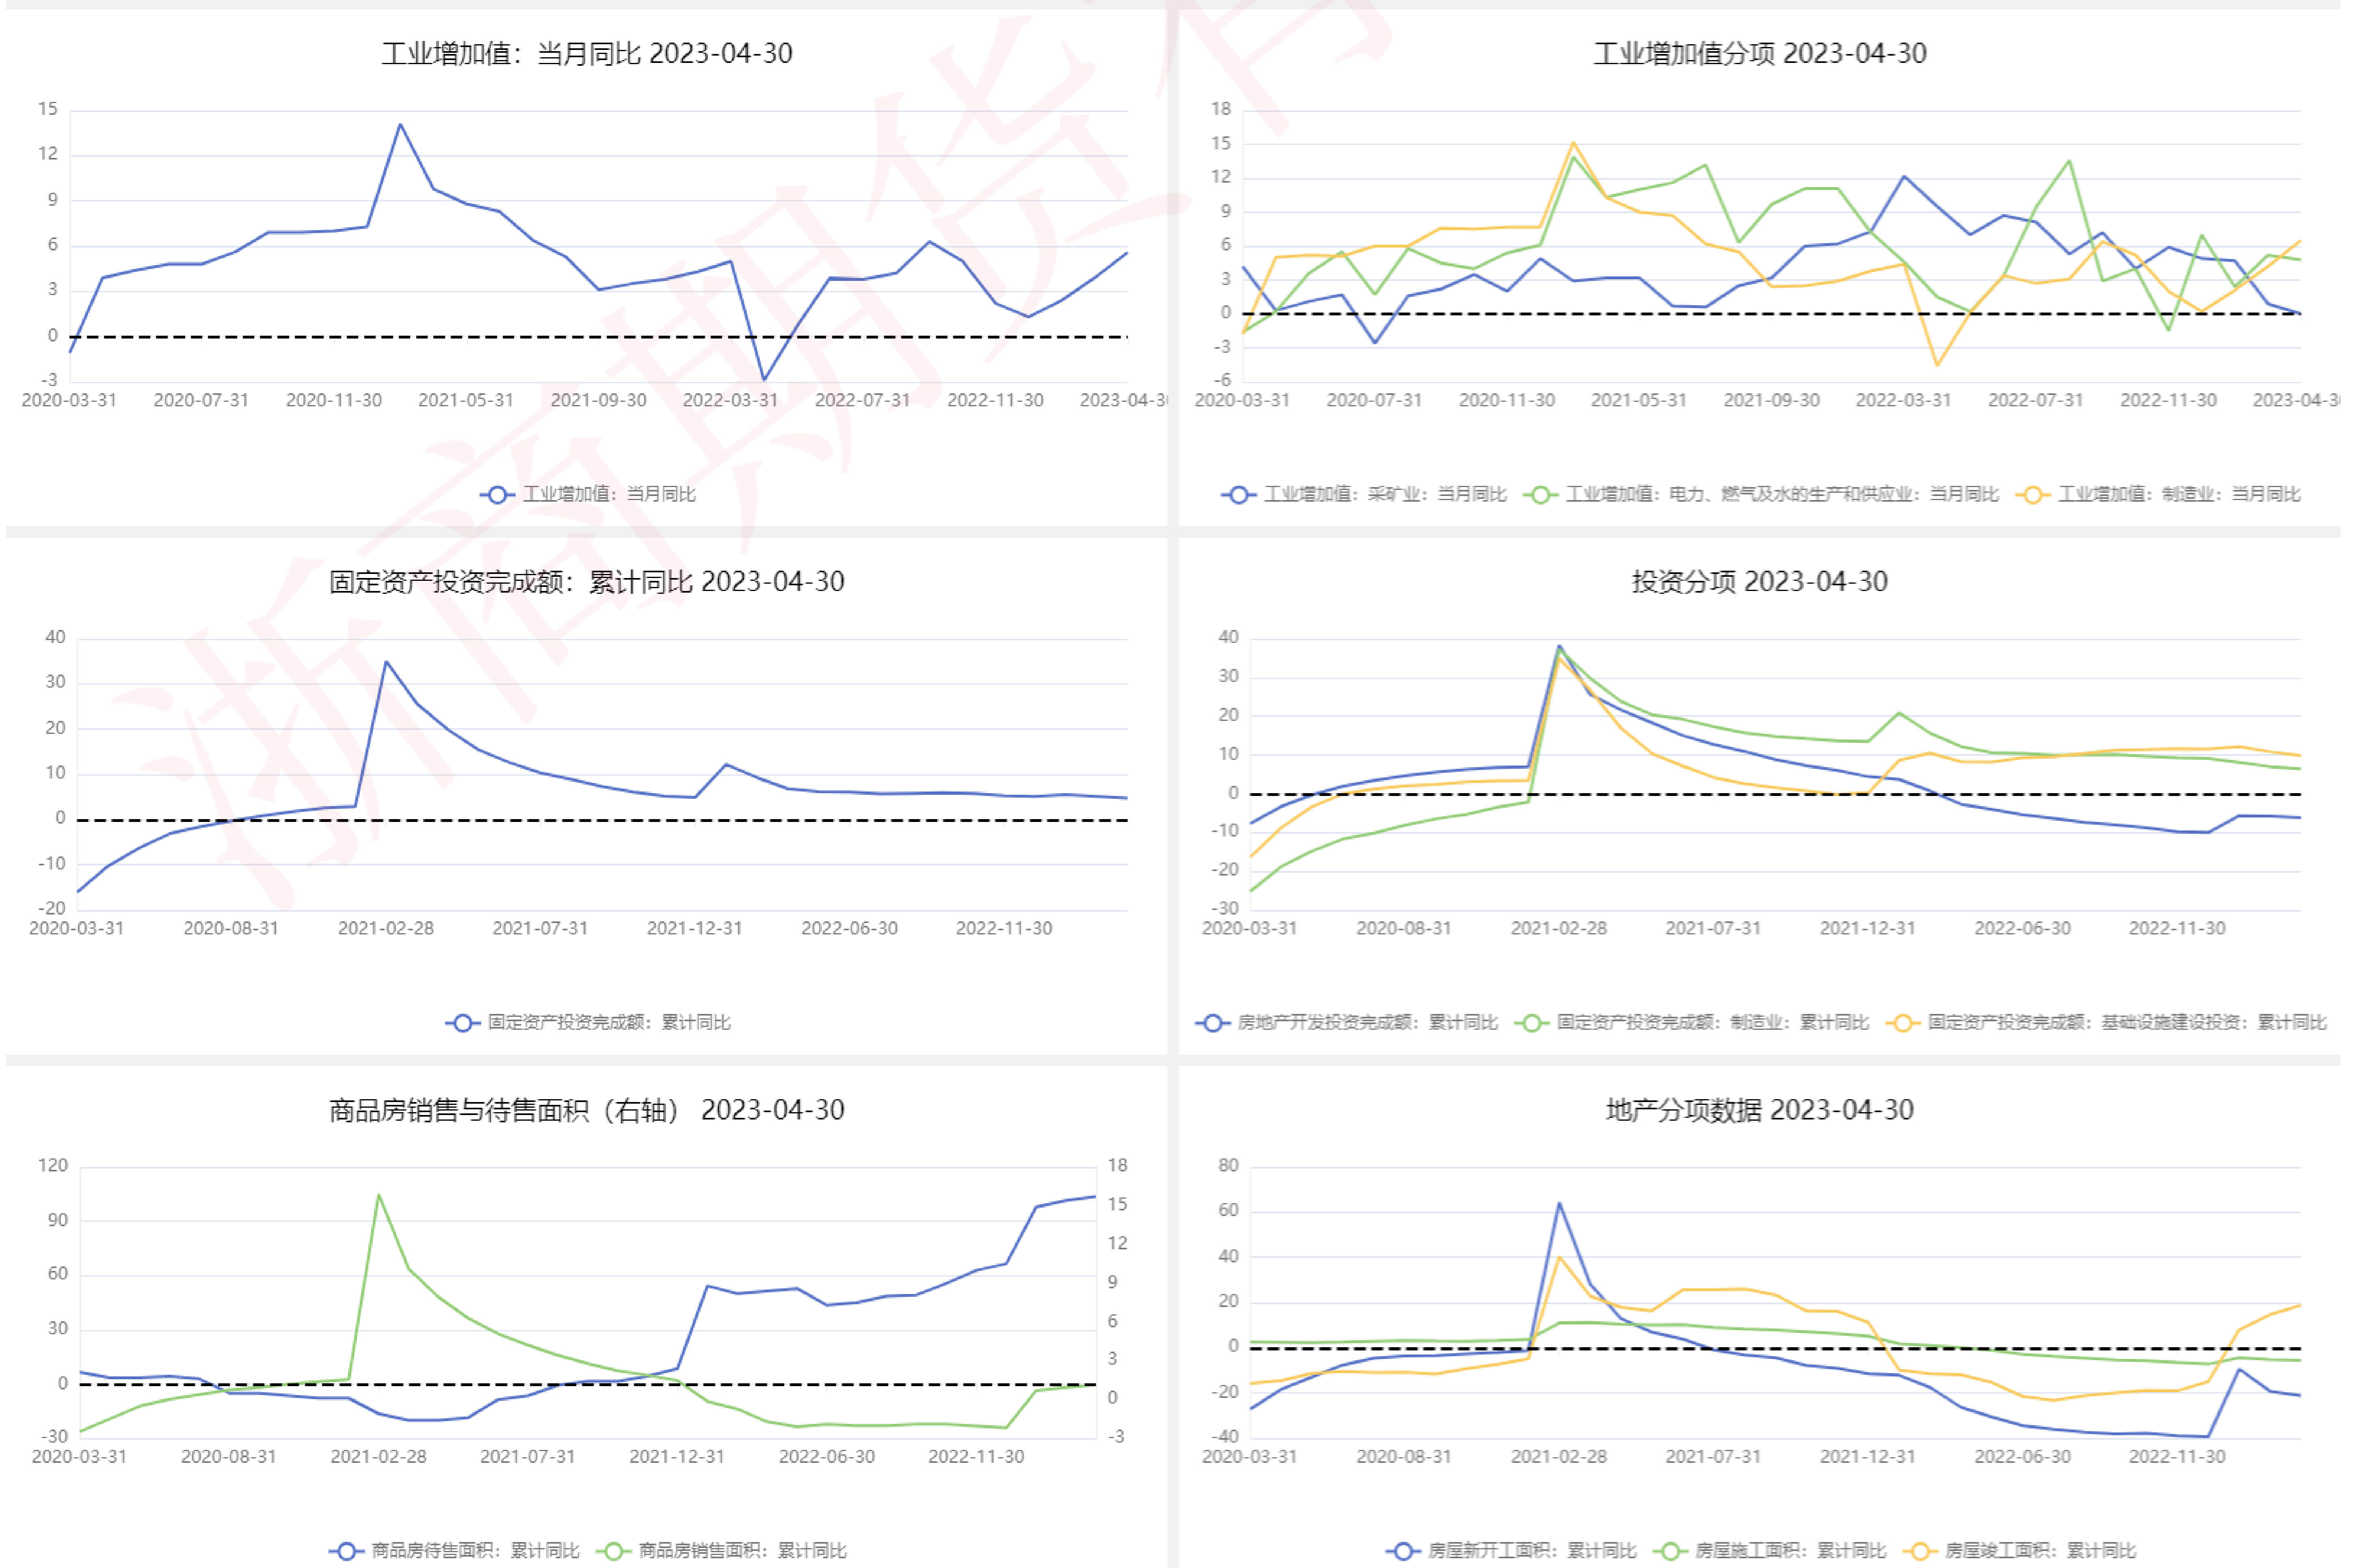 工业增加值：当月同比 2023-04-30
15
12
9
6
3
0
-3
2020-03-31 2020-07-31 2020-11-30 2021-05-31 2021-09-30 2022-03-31 2022-07-31 2022-11-30 2023-04-30
工业增加值：当月同比
工业增加值分项 2023-04-30
18
15
12
9
6
3
0
-3
-6
2020-03-31 2020-07-31 2020-11-30 2021-05-31 2021-09-30 2022-03-31 2022-07-31 2022-11-30 2023-04-30
工业增加值：采矿业：当月同比 工业增加值：电力、燃气及水的生产和供应业：当月同比 工业增加值：制造业：当月同比
固定资产投资完成额：累计同比 2023-04-30
40
30
20
10
0
-10
-20
2020-03-31 2020-08-31 2021-02-28 2021-07-31 2021-12-31 2022-06-30 2022-11-30
固定资产投资完成额：累计同比
投资分项 2023-04-30
40
30
20
10
0
-10
-20
-30
2020-03-31 2020-08-31 2021-02-28 2021-07-31 2021-12-31 2022-06-30 2022-11-30
房地产开发投资完成额：累计同比 固定资产投资完成额：制造业：累计同比 固定资产投资完成额：基础设施建设投资：累计同比
商品房销售与待售面积（右轴） 2023-04-30
120
90
60
30
0
-30
18
15
12
9
6
3
0
-3
2020-03-31 2020-08-31 2021-02-28 2021-07-31 2021-12-31 2022-06-30 2022-11-30
商品房待售面积：累计同比 商品房销售面积：累计同比
地产分项数据 2023-04-30
80
60
40
20
0
-20
-40
2020-03-31 2020-08-31 2021-02-28 2021-07-31 2021-12-31 2022-06-30 2022-11-30
房屋新开工面积：累计同比 房屋施工面积：累计同比 房屋竣工面积：累计同比
浙商期货有